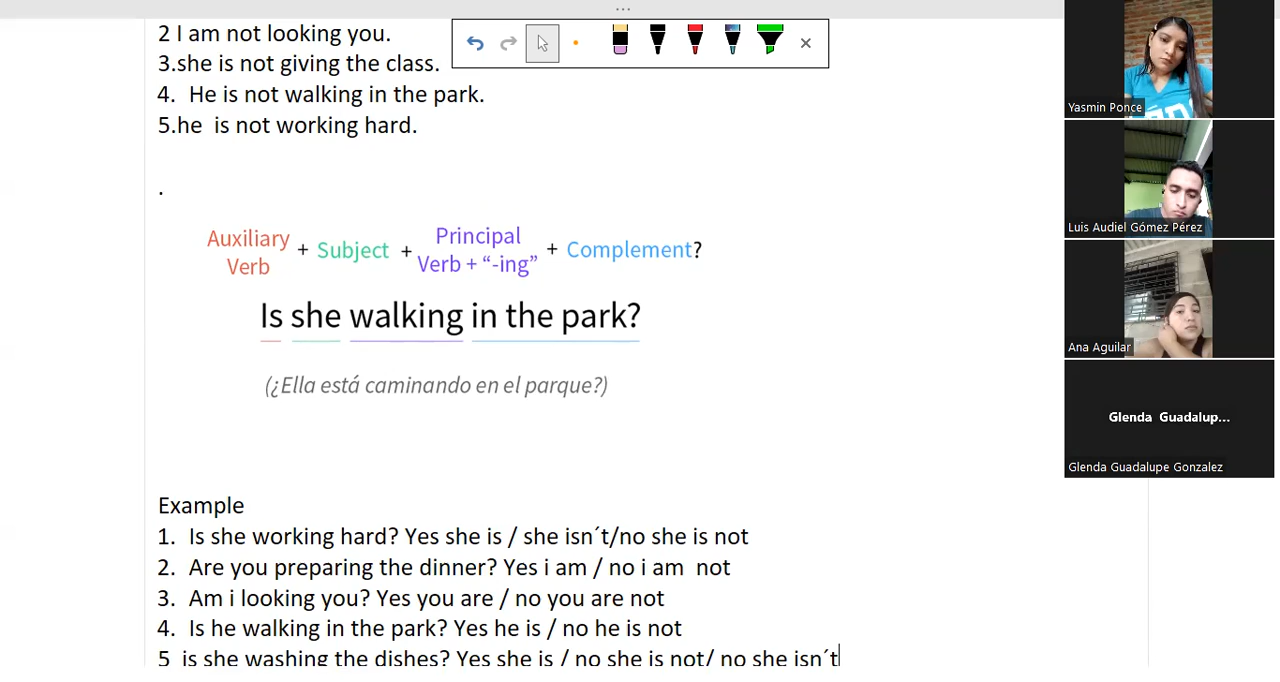 2 I am not looking you.
3.she is not giving the class.
4. He is not walking in the park.
5.he is not working hard.
.
Auxiliary Verb + Subject + Principal Verb + “-ing” + Complement?
Is she walking in the park?
(¿Ella está caminando en el parque?)
Example
1. Is she working hard? Yes she is / she isn´t/no she is not
2. Are you preparing the dinner? Yes i am / no i am not
3. Am i looking you? Yes you are / no you are not
4. Is he walking in the park? Yes he is / no he is not
5 is she washing the dishes? Yes she is / no she is not/ no she isn´t
Yasmin Ponce
Luis Audiel Gómez Pérez
Ana Aguilar
Glenda Guadalup...
Glenda Guadalupe Gonzalez